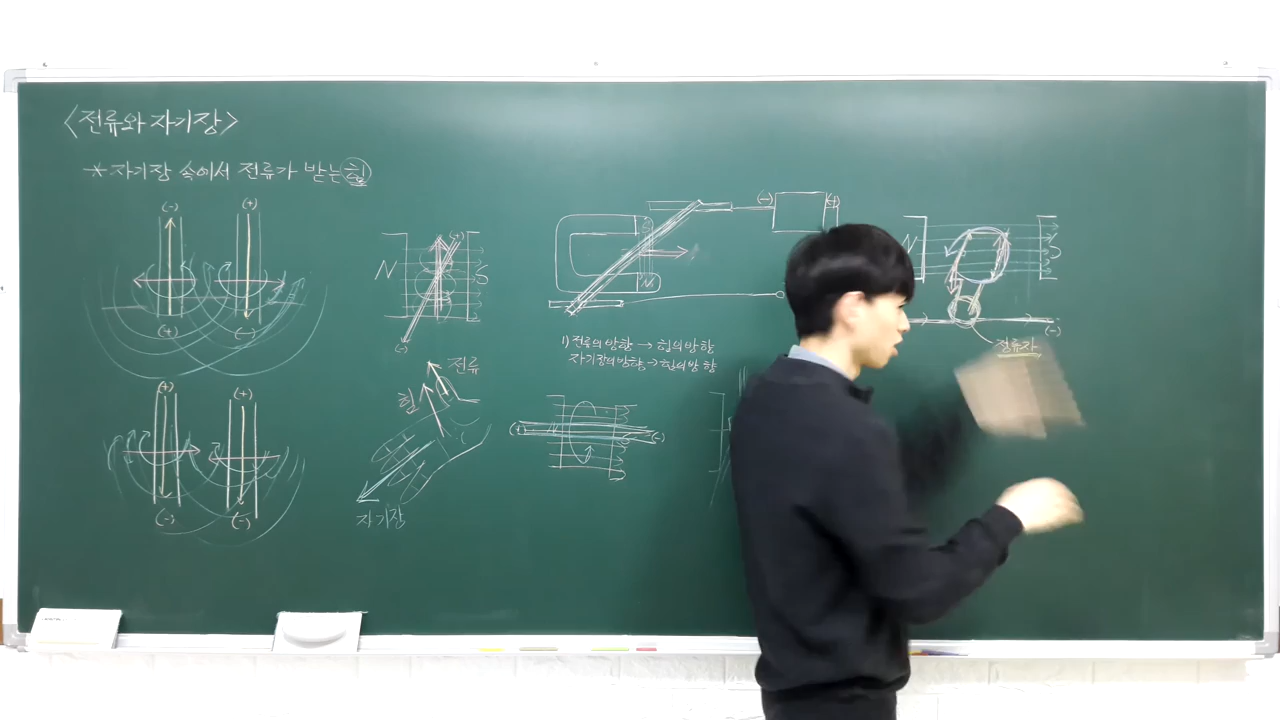 <전류와 자기장>
* 자기장 속에서 전류가 받는 힘
(-) (+)
(+) (-)
(+) (+)
(-) (-)
N S
(+)
(-)
전류
힘
자기장
(-) (+)
N
1) 전류의 방향 → 힘의 방향
자기장의 방향 → 힘의 방향
(+) (-)
N S
(-)
정류자